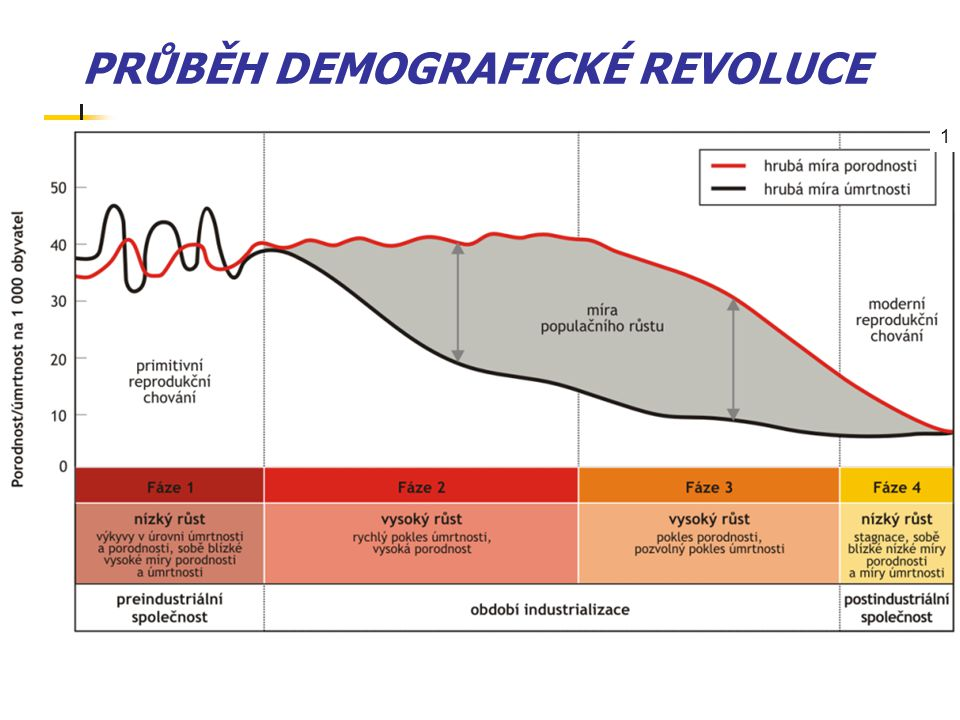 PRŮBĚH DEMOGRAFICKÉ REVOLUCE
1
hrubá míra porodnosti
hrubá míra úmrtnosti
Porodnost/úmrtnost na 1 000 obyvatel
50
40
30
20
10
0
primitivní
reprodukční
chování
míra
populačního růstu
moderní
reprodukční
chování
Fáze 1
Fáze 2
Fáze 3
Fáze 4
nízký růst
výkyvy v úrovni úmrtnosti
a porodnosti, sobě blízké
vysoké míry porodnosti
a úmrtnosti
vysoký růst
rychlý pokles úmrtnosti,
vysoká porodnost
vysoký růst
pokles porodnosti,
pozvolný pokles úmrtnosti
nízký růst
stagnace, sobě
blízké nízké míry
porodnosti
a míry úmrtnosti
preindustriální
společnost
období industrializace
postindustriální
společnost